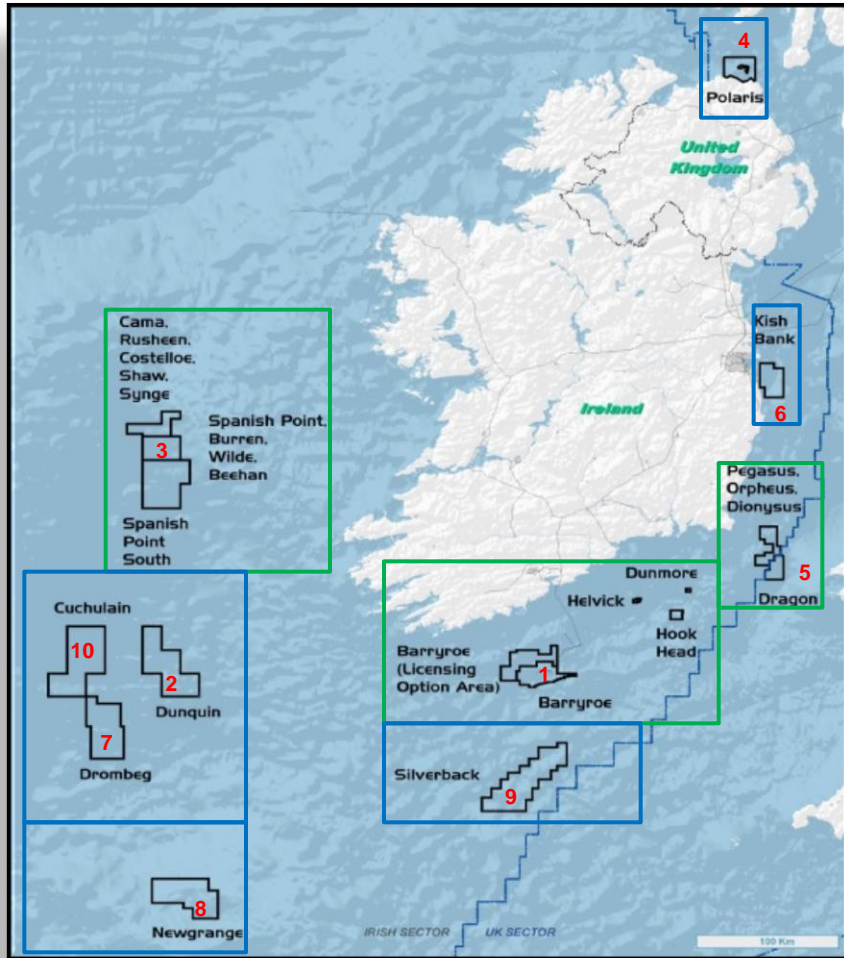 4
Polaris
United
Kingdom
Cama,
Rusheen,
Costelloe,
Shaw,
Synge
Spanish Point,
Burren,
Wilde,
Beehan
3
Spanish
Point
South
Kish
Bank
6
Ireland
Pegasus,
Orpheus,
Dionysus
5
Dragon
Dunmore
Helvick
Hook
Head
Barryroe
(Licensing
Option Area)
1
Barryroe
Cuchulain
10
2
Dunquin
7
Drombeg
Silverback
9
8
Newgrange
IRISH SECTOR
UK SECTOR
100 Km